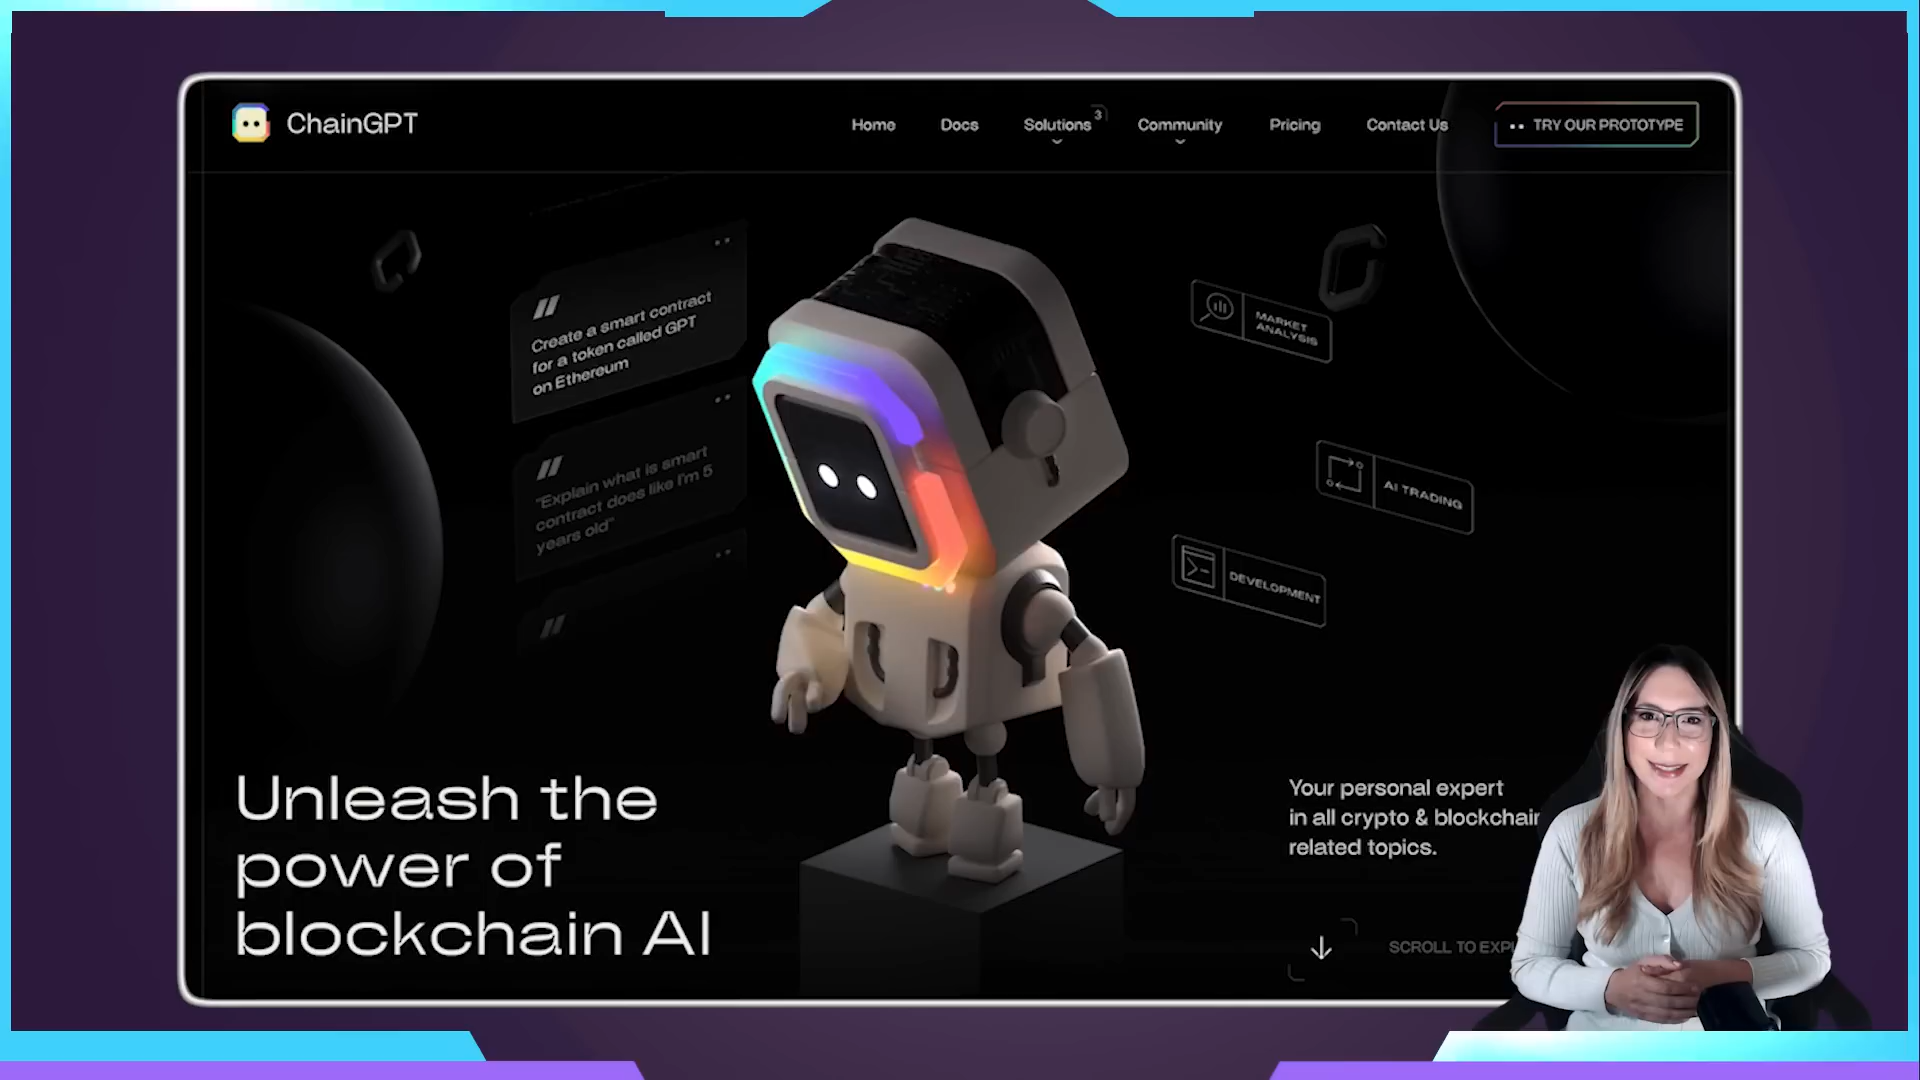 ChainGPT
Home
Docs
Solutions 3
Community
Pricing
Contact Us
TRY OUR PROTOTYPE
Create a smart contract
for a token called GPT
on Ethereum
"Explain what is smart
contract does like I'm 5
years old"
MARKET
ANALYSIS
AI TRADING
DEVELOPMENT
Unleash the
power of
blockchain AI
Your personal expert
in all crypto & blockchain
related topics.
SCROLL TO EXPL